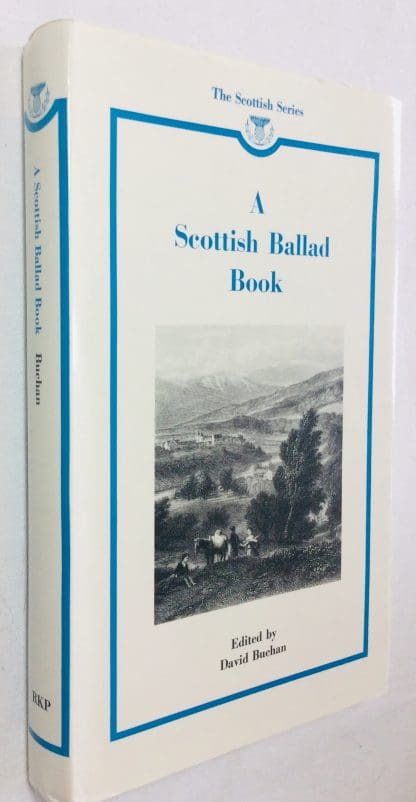 The Scottish Series
A
Scottish Ballad
Book
Edited by
David Buchan
A Scottish Ballad Book
Buchan
RKP